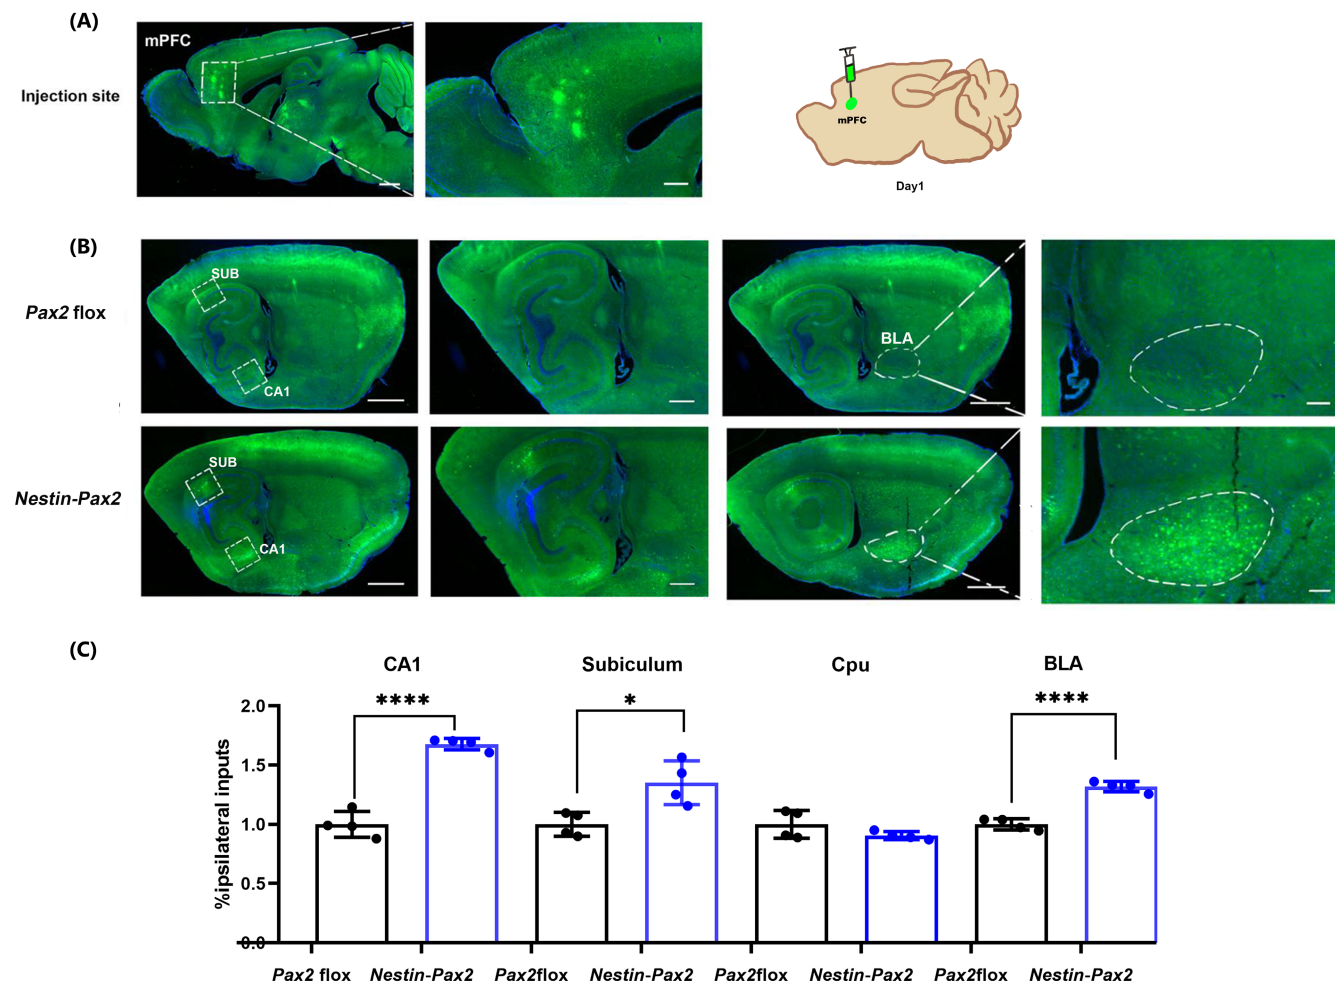 (A)
mPFC
Injection site
mPFC
Day1
(B)
Pax2 flox
SUB
CA1
BLA
Nestin-Pax2
SUB
CA1
(C)
CA1 Subiculum Cpu BLA
**** * ****
%ipsilateral inputs
2.0
1.5
1.0
0.5
0.0
Pax2 flox Nestin-Pax2 Pax2flox Nestin-Pax2 Pax2flox Nestin-Pax2 Pax2flox Nestin-Pax2